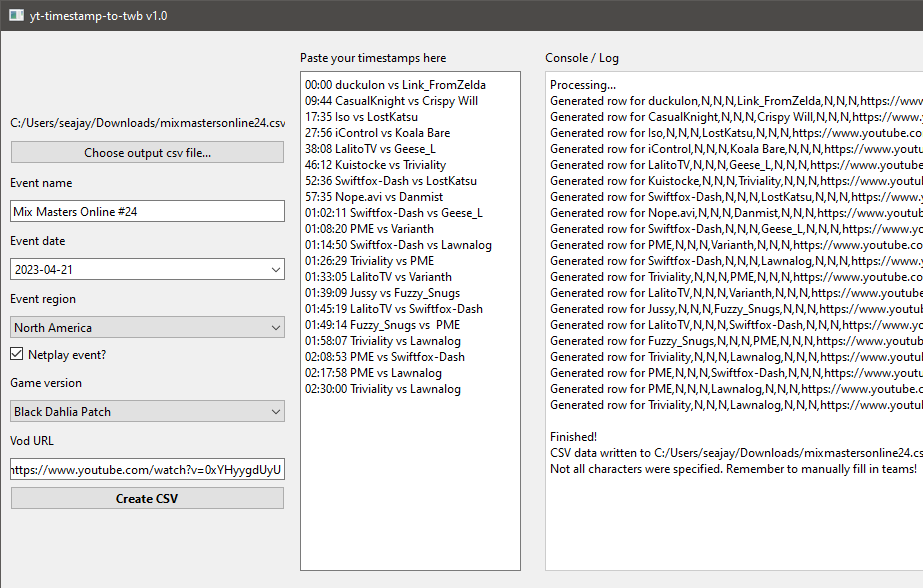 yt-timestamp-to-twb v1.0
C:/Users/seajay/Downloads/mixmastersonline24.csv
Choose output csv file...
Event name
Mix Masters Online #24
Event date
2023-04-21
Event region
North America
Netplay event?
Game version
Black Dahlia Patch
Vod URL
https://www.youtube.com/watch?v=0xYHyygdUyU
Create CSV
Paste your timestamps here
00:00 duckulon vs Link_FromZelda
09:44 CasualKnight vs Crispy Will
17:35 Iso vs LostKatsu
27:56 iControl vs Koala Bare
38:08 LalitoTV vs Geese_L
46:12 Kuistocke vs Triviality
52:36 Swiftfox-Dash vs LostKatsu
57:35 Nope.avi vs Danmist
01:02:11 Swiftfox-Dash vs Geese_L
01:08:20 PME vs Varianth
01:14:50 Swiftfox-Dash vs Lawnalog
01:26:29 Triviality vs PME
01:33:05 LalitoTV vs Varianth
01:39:09 Jussy vs Fuzzy_Snugs
01:45:19 LalitoTV vs Swiftfox-Dash
01:49:14 Fuzzy_Snugs vs  PME
01:58:07 Triviality vs Lawnalog
02:08:53 PME vs Swiftfox-Dash
02:17:58 PME vs Lawnalog
02:30:00 Triviality vs Lawnalog
Console / Log
Processing...
Generated row for duckulon,N,N,N,Link_FromZelda,N,N,N,https://www
Generated row for CasualKnight,N,N,N,Crispy Will,N,N,N,https://www.y
Generated row for Iso,N,N,N,LostKatsu,N,N,N,https://www.youtube.co
Generated row for iControl,N,N,N,Koala Bare,N,N,N,https://www.yout
Generated row for LalitoTV,N,N,N,Geese_L,N,N,N,https://www.youtube
Generated row for Kuistocke,N,N,N,Triviality,N,N,N,https://www.youtu
Generated row for Swiftfox-Dash,N,N,N,LostKatsu,N,N,N,https://www.
Generated row for Nope.avi,N,N,N,Danmist,N,N,N,https://www.youtu
Generated row for Swiftfox-Dash,N,N,N,Geese_L,N,N,N,https://www.y
Generated row for PME,N,N,N,Varianth,N,N,N,https://www.youtube.co
Generated row for Swiftfox-Dash,N,N,N,Lawnalog,N,N,N,https://www.
Generated row for Triviality,N,N,N,PME,N,N,N,https://www.youtube.c
Generated row for LalitoTV,N,N,N,Varianth,N,N,N,https://www.youtube
Generated row for Jussy,N,N,N,Fuzzy_Snugs,N,N,N,https://www.youtu
Generated row for LalitoTV,N,N,N,Swiftfox-Dash,N,N,N,https://www.y
Generated row for Fuzzy_Snugs,N,N,N,PME,N,N,N,https://www.youtu
Generated row for Triviality,N,N,N,Lawnalog,N,N,N,https://www.yout
Generated row for PME,N,N,N,Swiftfox-Dash,N,N,N,https://www.yout
Generated row for PME,N,N,N,Lawnalog,N,N,N,https://www.youtube.c
Generated row for Triviality,N,N,N,Lawnalog,N,N,N,https://www.yout
Finished!
CSV data written to C:/Users/seajay/Downloads/mixmastersonline24.cs
Not all characters were specified. Remember to manually fill in teams!